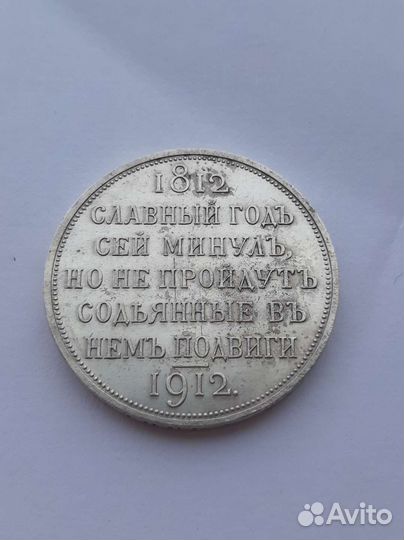 1812.
СЛАВНЫЙ ГОДЪ
СЕЙ МИНУЛЪ,
НО НЕ ПРОЙДУТЪ
СОДѢЯННЫЕ ВЪ
НЕМЪ ПОДВИГИ
1912.
Avito